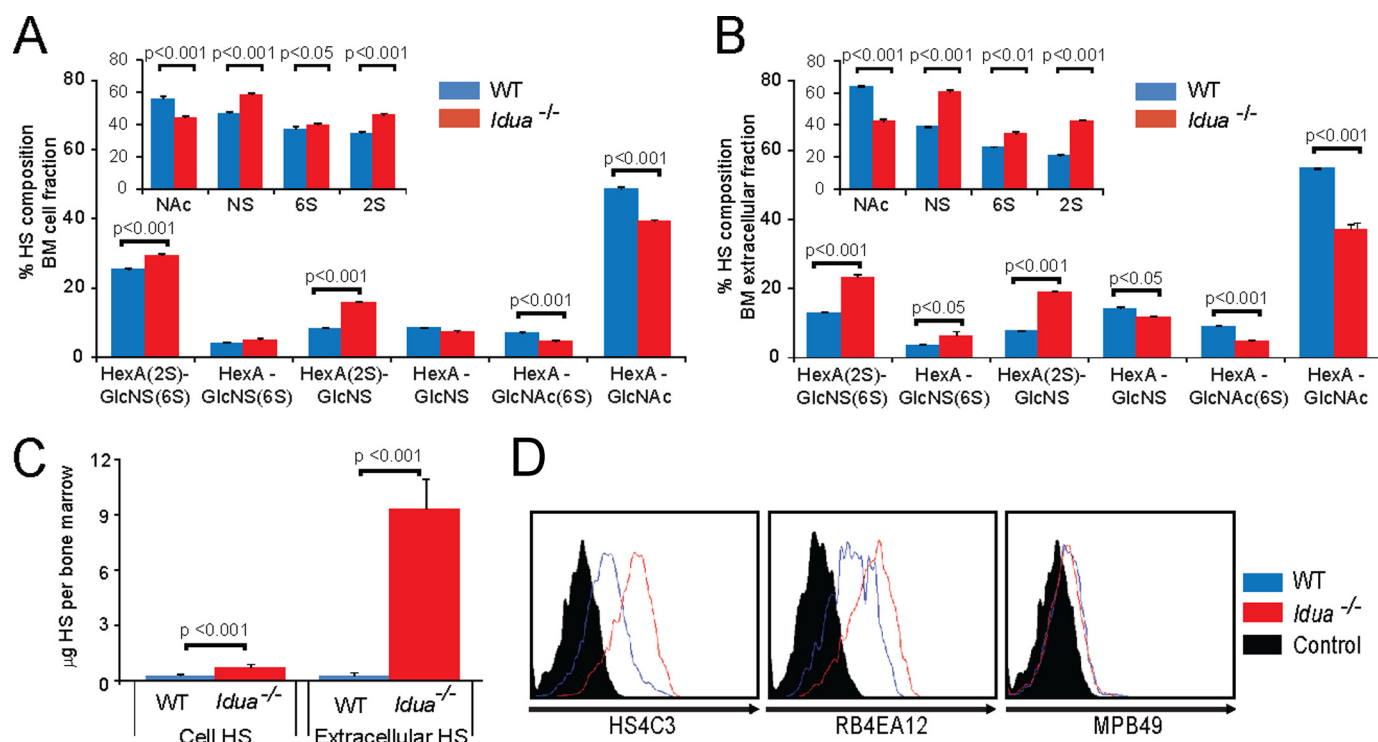 A
% HS composition
BM cell fraction
80
60
40
20
0
p<0.001 p<0.001 p<0.05 p<0.001
80
60
40
20
0
NAc NS 6S 2S
WT
Idua -/-
p<0.001
p<0.001
p<0.001
p<0.001
HexA(2S)- HexA - HexA(2S)- HexA - HexA - HexA -
GlcNS(6S) GlcNS(6S) GlcNS GlcNS GlcNAc(6S) GlcNAc
B
% HS composition
BM extracellular fraction
80
60
40
20
0
p<0.001 p<0.001 p<0.01 p<0.001
80
60
40
20
0
NAc NS 6S 2S
WT
Idua -/-
p<0.001
p<0.05
p<0.001
p<0.05
p<0.001
p<0.001
HexA(2S)- HexA - HexA(2S)- HexA - HexA - HexA -
GlcNS(6S) GlcNS(6S) GlcNS GlcNS GlcNAc(6S) GlcNAc
C
µg HS per bone marrow
12
9
6
3
0
p <0.001
p <0.001
WT Idua -/- WT Idua -/-
Cell HS Extracellular HS
D
HS4C3 RB4EA12 MPB49
WT
Idua -/-
Control